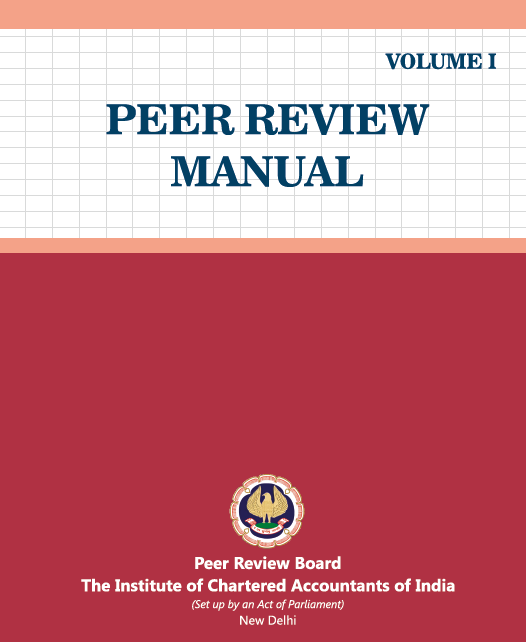 VOLUME I
PEER REVIEW
MANUAL
Peer Review Board
The Institute of Chartered Accountants of India
(Set up by an Act of Parliament)
New Delhi